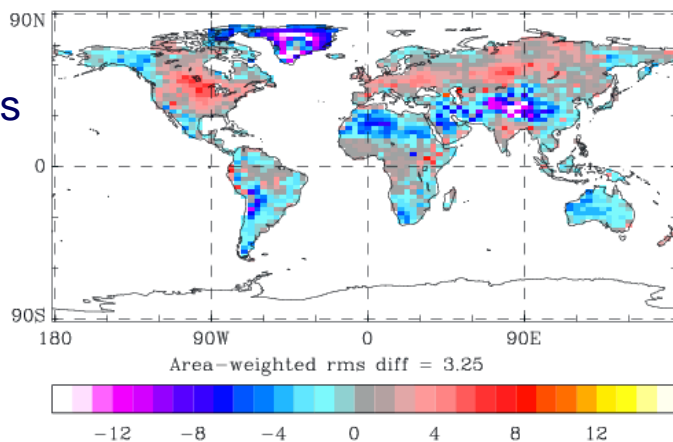 90N
s
0
90S
180 90W 0 90E
Area-weighted rms diff = 3.25
-12 -8 -4 0 4 8 12